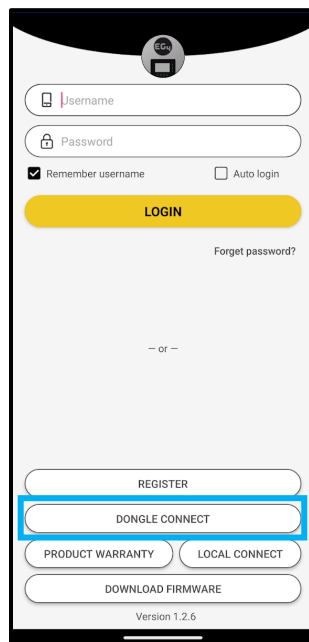 EG4
Username
Password
Remember username Auto login
LOGIN
Forget password?
— or —
REGISTER
DONGLE CONNECT
PRODUCT WARRANTY LOCAL CONNECT
DOWNLOAD FIRMWARE
Version 1.2.6